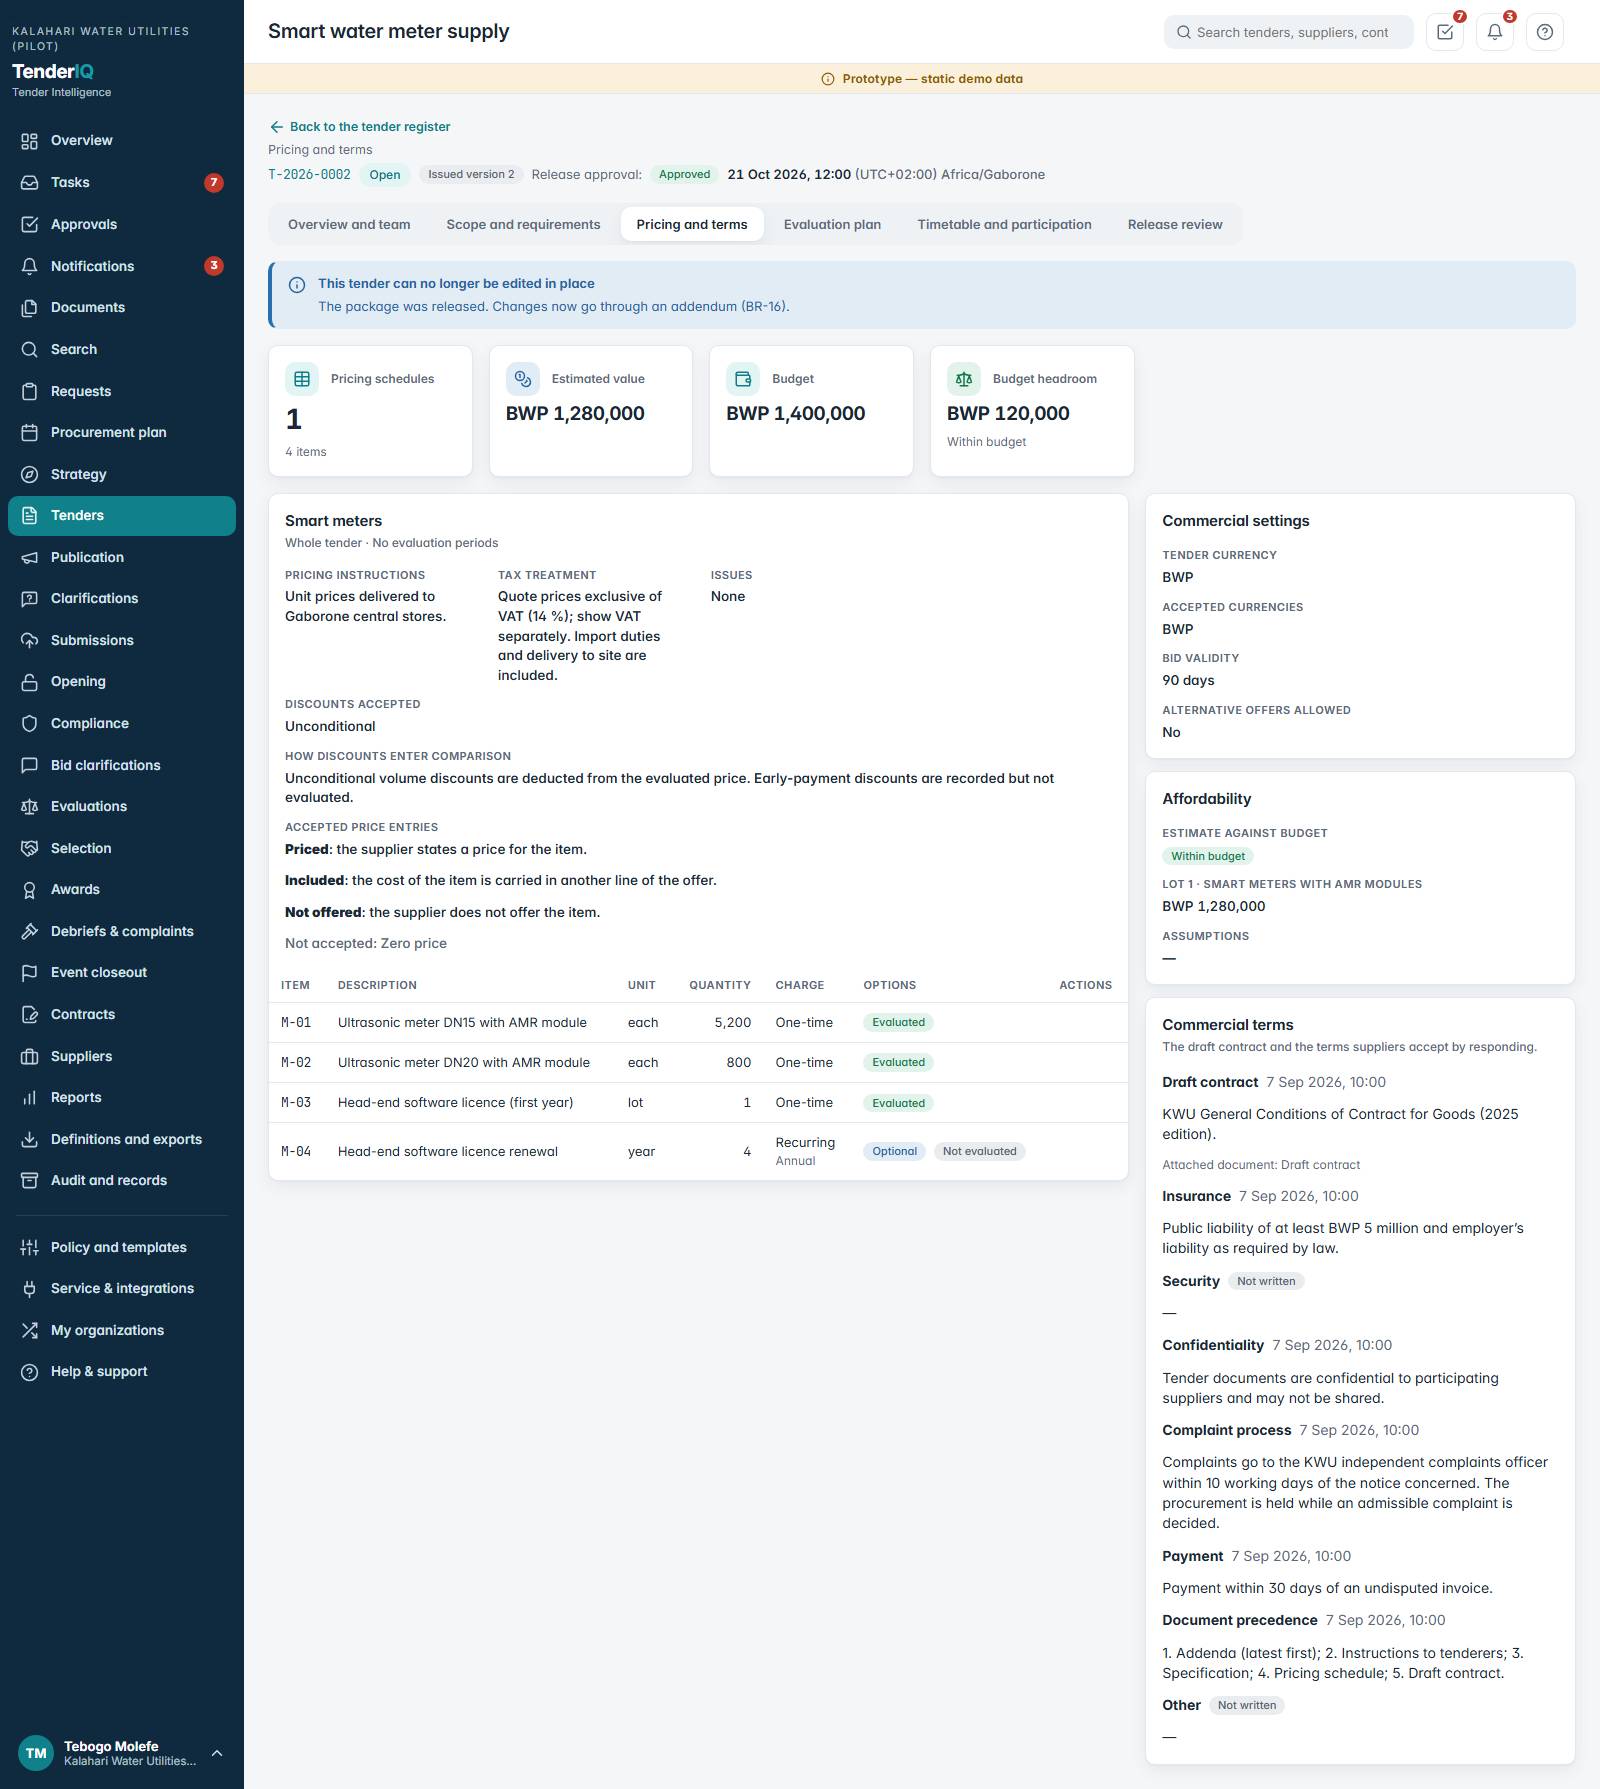 KALAHARI WATER UTILITIES
(PILOT)
TenderIQ
Tender Intelligence
Overview
Tasks 7
Approvals
Notifications 3
Documents
Search
Requests
Procurement plan
Strategy
Tenders
Publication
Clarifications
Submissions
Opening
Compliance
Bid clarifications
Evaluations
Selection
Awards
Debriefs & complaints
Event closeout
Contracts
Suppliers
Reports
Definitions and exports
Audit and records
Policy and templates
Service & integrations
My organizations
Help & support
TM
Tebogo Molefe
Kalahari Water Utilities...
Smart water meter supply
Search tenders, suppliers, cont
7
3
Prototype — static demo data
Back to the tender register
Pricing and terms
T-2026-0002 Open Issued version 2 Release approval: Approved 21 Oct 2026, 12:00 (UTC+02:00) Africa/Gaborone
Overview and team Scope and requirements Pricing and terms Evaluation plan Timetable and participation Release review
This tender can no longer be edited in place
The package was released. Changes now go through an addendum (BR-16).
Pricing schedules
1
4 items
Estimated value
BWP 1,280,000
Budget
BWP 1,400,000
Budget headroom
BWP 120,000
Within budget
Smart meters
Whole tender · No evaluation periods
PRICING INSTRUCTIONS
Unit prices delivered to
Gaborone central stores.
TAX TREATMENT
Quote prices exclusive of
VAT (14 %); show VAT
separately. Import duties
and delivery to site are
included.
ISSUES
None
DISCOUNTS ACCEPTED
Unconditional
HOW DISCOUNTS ENTER COMPARISON
Unconditional volume discounts are deducted from the evaluated price. Early-payment discounts are recorded but not
evaluated.
ACCEPTED PRICE ENTRIES
Priced: the supplier states a price for the item.
Included: the cost of the item is carried in another line of the offer.
Not offered: the supplier does not offer the item.
Not accepted: Zero price
ITEM DESCRIPTION UNIT QUANTITY CHARGE OPTIONS ACTIONS
M-01 Ultrasonic meter DN15 with AMR module each 5,200 One-time Evaluated
M-02 Ultrasonic meter DN20 with AMR module each 800 One-time Evaluated
M-03 Head-end software licence (first year) lot 1 One-time Evaluated
M-04 Head-end software licence renewal year 4 Recurring Annual Optional Not evaluated
Commercial settings
TENDER CURRENCY
BWP
ACCEPTED CURRENCIES
BWP
BID VALIDITY
90 days
ALTERNATIVE OFFERS ALLOWED
No
Affordability
ESTIMATE AGAINST BUDGET
Within budget
LOT 1 · SMART METERS WITH AMR MODULES
BWP 1,280,000
ASSUMPTIONS
—
Commercial terms
The draft contract and the terms suppliers accept by responding.
Draft contract 7 Sep 2026, 10:00
KWU General Conditions of Contract for Goods (2025
edition).
Attached document: Draft contract
Insurance 7 Sep 2026, 10:00
Public liability of at least BWP 5 million and employer’s
liability as required by law.
Security Not written
—
Confidentiality 7 Sep 2026, 10:00
Tender documents are confidential to participating
suppliers and may not be shared.
Complaint process 7 Sep 2026, 10:00
Complaints go to the KWU independent complaints officer
within 10 working days of the notice concerned. The
procurement is held while an admissible complaint is
decided.
Payment 7 Sep 2026, 10:00
Payment within 30 days of an undisputed invoice.
Document precedence 7 Sep 2026, 10:00
1. Addenda (latest first); 2. Instructions to tenderers; 3.
Specification; 4. Pricing schedule; 5. Draft contract.
Other Not written
—